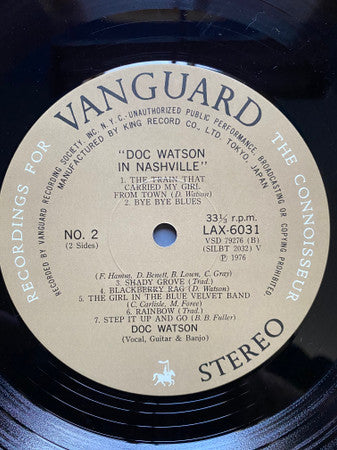 VANGUARD
RECORDINGS FOR THE CONNOISSEUR
RECORDED BY VANGUARD RECORDING SOCIETY, INC. N.Y.C.-UNAUTHORIZED PUBLIC PERFORMANCE, BROADCASTING OR COPYING PROHIBITED
MANUFACTURED BY KING RECORD CO., LTD. TOKYO, JAPAN
"DOC WATSON
IN NASHVILLE"
1. THE TRAIN THAT
CARRIED MY GIRL
FROM TOWN (D. Watson)
2. BYE BYE BLUES
NO. 2
(2 Sides)
33⅓ r.p.m.
LAX-6031
VSD 79276 (B)
(SILBT 2032) V
Ⓟ 1976
(F. Hamm, D. Benett, B. Lown, C. Gray)
3. SHADY GROVE (Trad.)
4. BLACKBERRY RAG (D. Watson)
5. THE GIRL IN THE BLUE VELVET BAND
(C. Carlisle, M. Foree)
6. RAINBOW (Trad.)
7. STEP IT UP AND GO (B. B. Fuller)
DOC WATSON
(Vocal, Guitar & Banjo)
STEREO